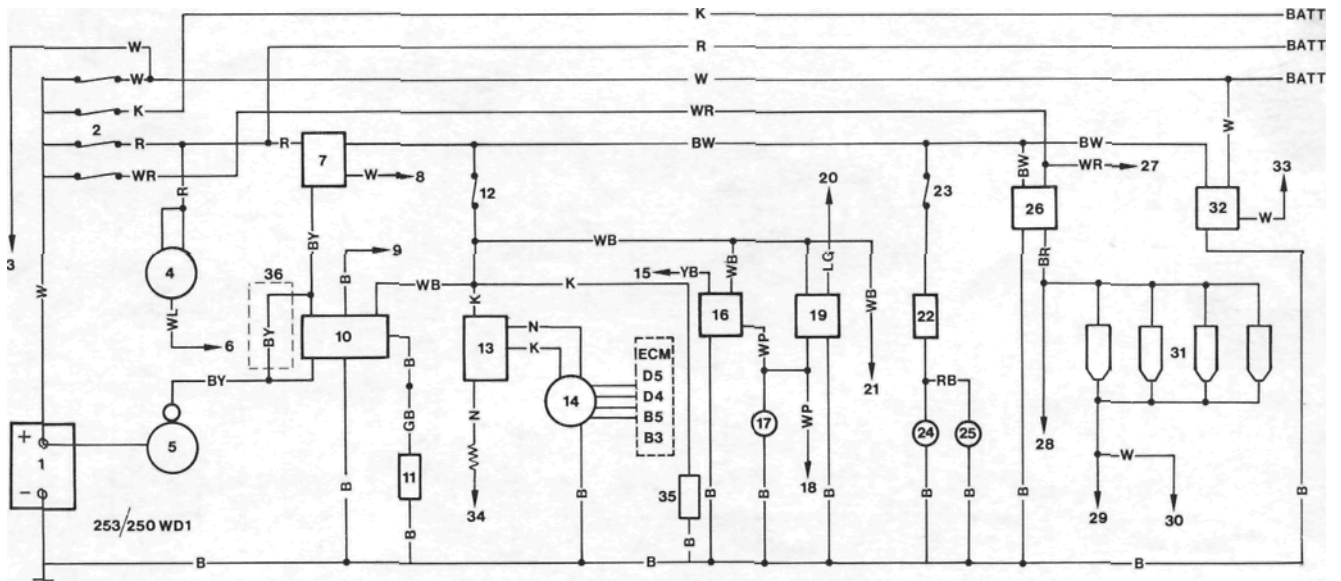 K BATT
W R BATT
W W BATT
K WR
2
R R 7 BW BW W
WR W 8 12 BW WR 27 33
R 20 23 26 32
3 4 BY 9 WB LG BR W
36 B 15 YB WB
W WL BY WB K K 16 19 WB 22
6 10 13 N WP 31
BY B K ECM 21 RB
D5
14 D4 17 WP 24 25
+ 5 GB N B5 28
1 B3 W
- B 11 B 35 B B 18 B B B B B
253/250 WD1 34 29 30
B B B B B